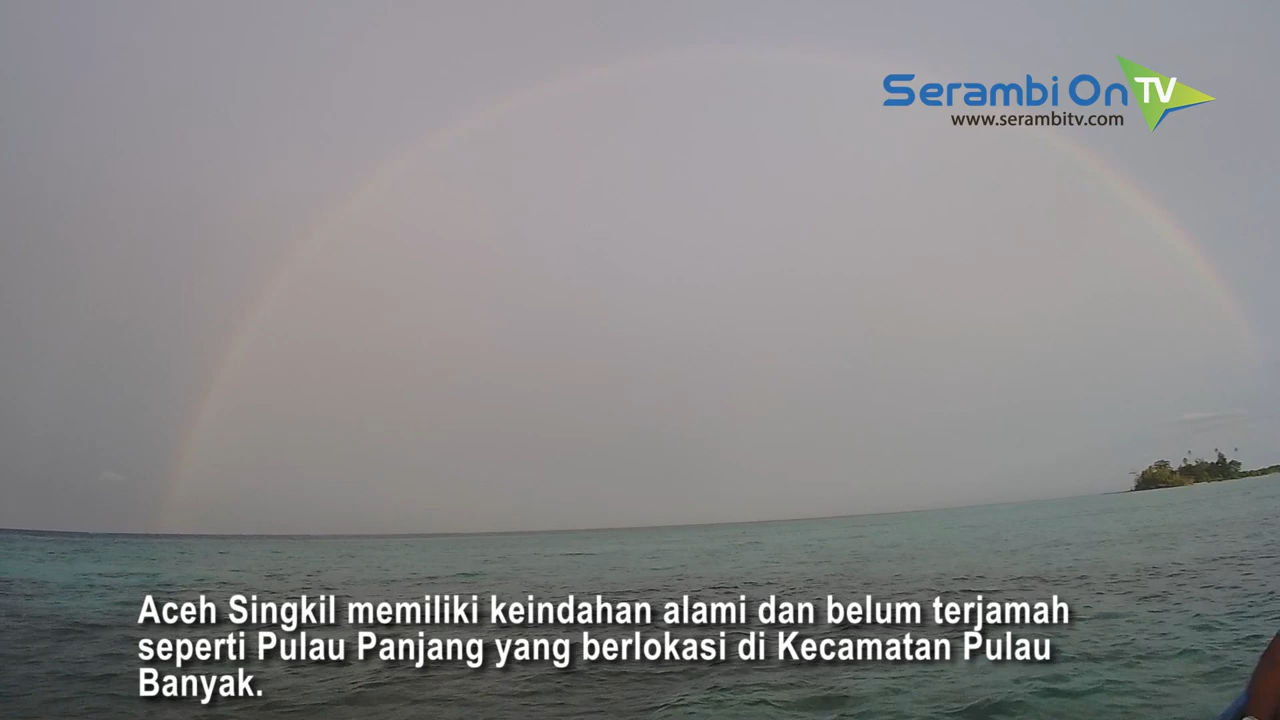 Serambi On TV
www.serambitv.com
Aceh Singkil memiliki keindahan alami dan belum terjamah
seperti Pulau Panjang yang berlokasi di Kecamatan Pulau
Banyak.